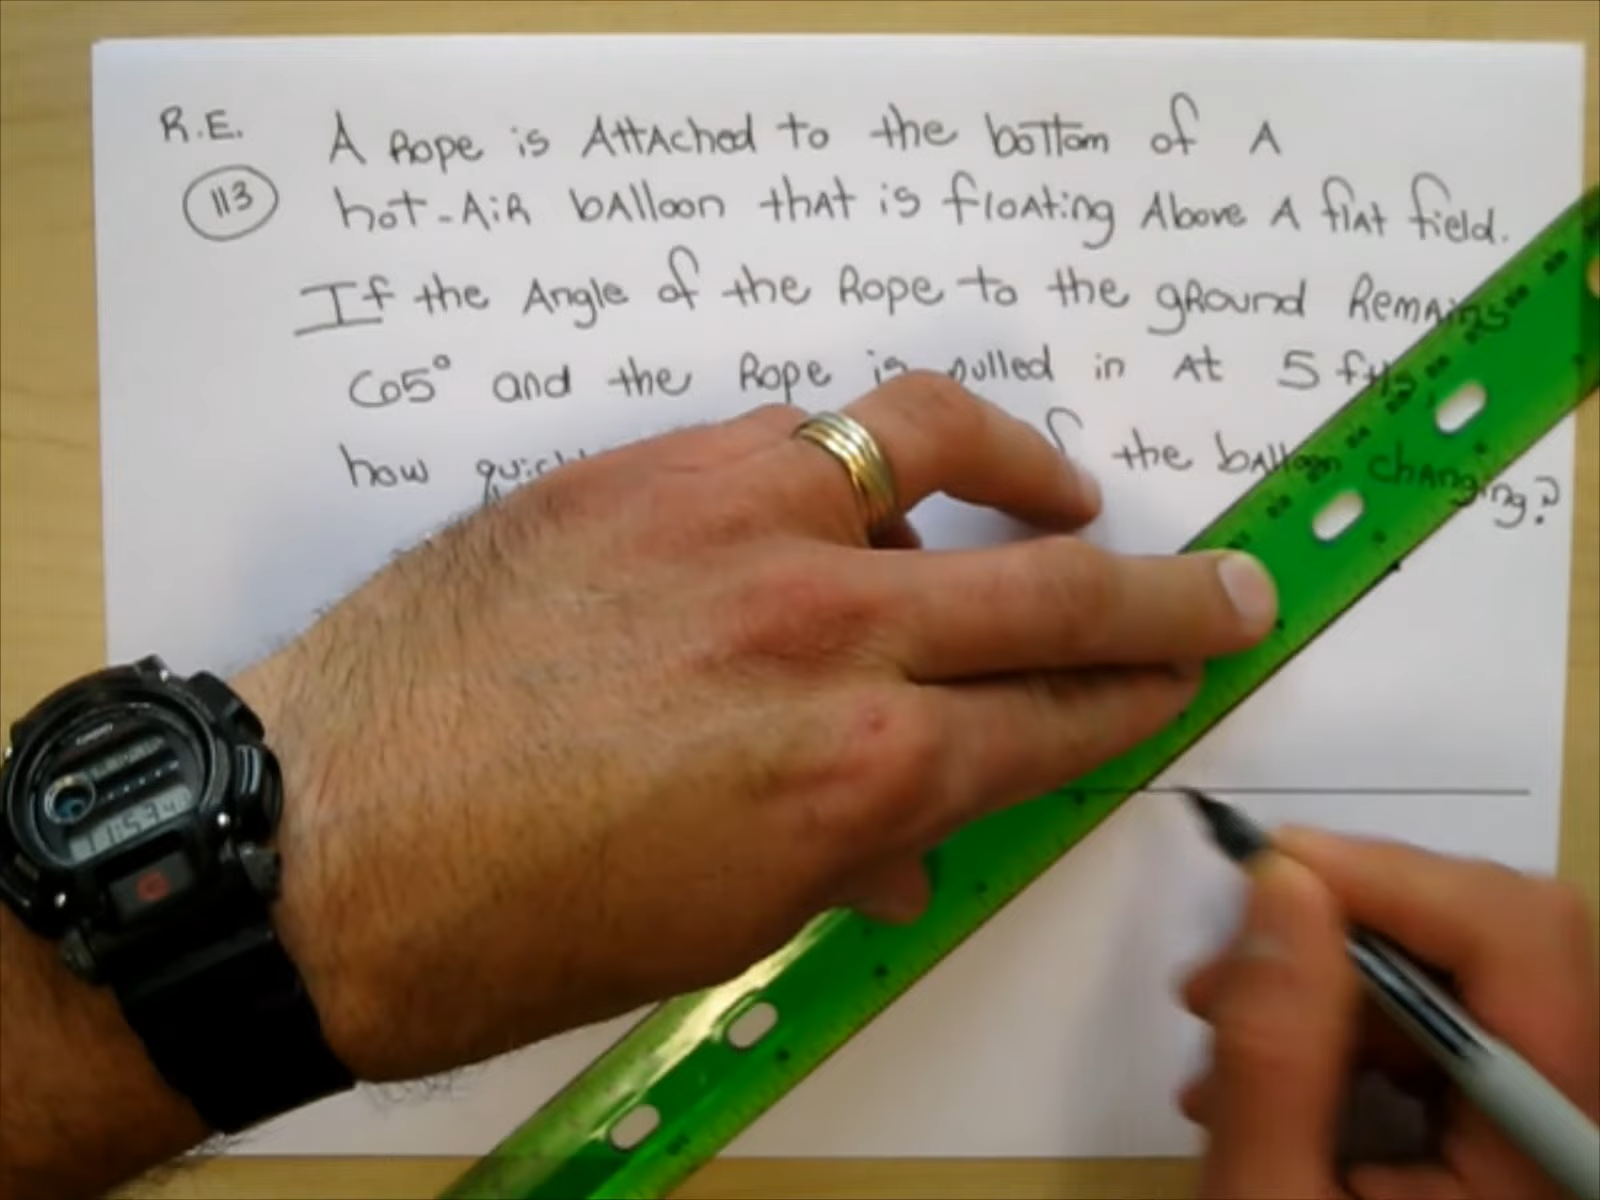 R.E.
113
A Rope is Attached to the bottom of A
hot-Air balloon that is floating Above A flat field.
If the Angle of the Rope to the ground Remains
65° and the Rope is pulled in At 5 ft/s
how the balloon changing?